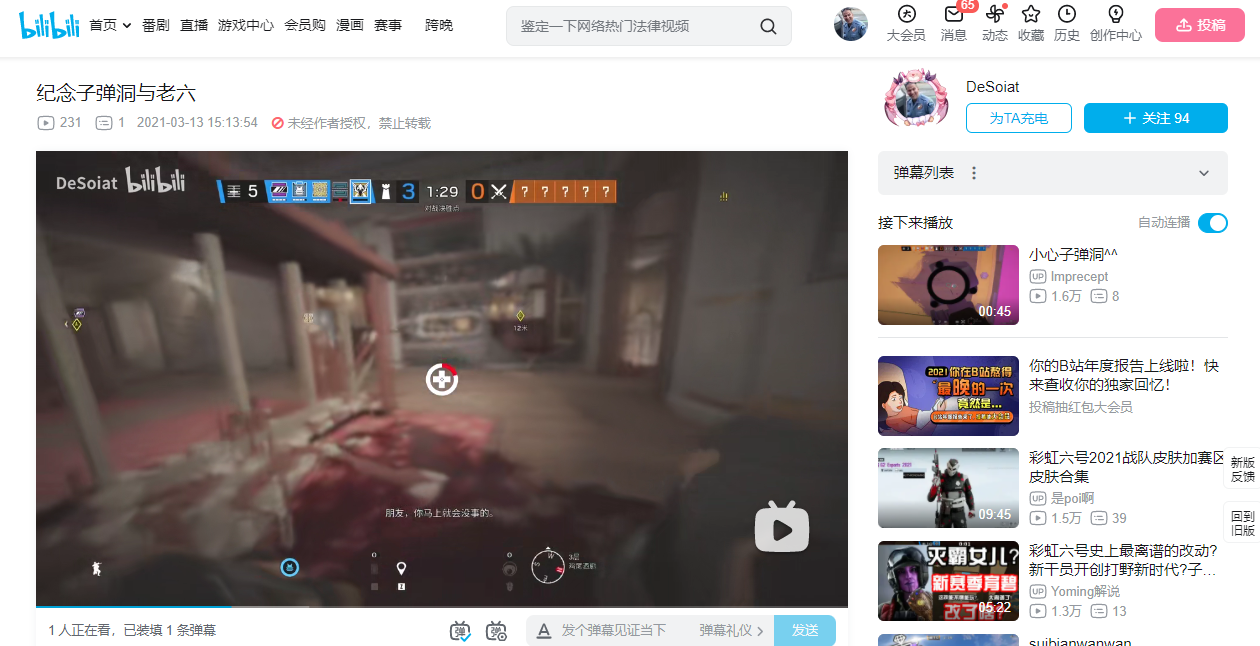 bilibili
首页 番剧 直播 游戏中心 会员购 漫画 赛事 跨晚
鉴定一下网络热门法律视频
65
大会员 消息 动态 收藏 历史 创作中心
投稿
纪念子弹洞与老六
231 1 2021-03-13 15:13:54 未经作者授权，禁止转载
DeSoiat bilibili
5 3 1:29 0 ? ? ? ? ?
对战决胜点
12米
朋友，你马上就会没事的。
0 0
W
3层
1人正在看，已装填 1 条弹幕
弹 弹
A 发个弹幕见证当下 弹幕礼仪 发送
DeSoiat
为TA充电 + 关注 94
弹幕列表
接下来播放 自动连播
00:45
小心子弹洞^^
UP Imprecept
1.6万 8
2021 你在B站熬得
最晚的一次
竟然是...
你的B站年度报告上线啦！快
来查收你的独家回忆！
投稿抽红包大会员
09:45
彩虹六号2021战队皮肤加赛区
皮肤合集
UP 是poi啊
1.5万 39
灭霸女儿?
新赛季育碧
改了啥?
05:22
彩虹六号史上最离谱的改动?
新干员开创打野新时代?子...
UP Yoming解说
1.3万 13
suibianwanwan
新版
反馈
回到
旧版